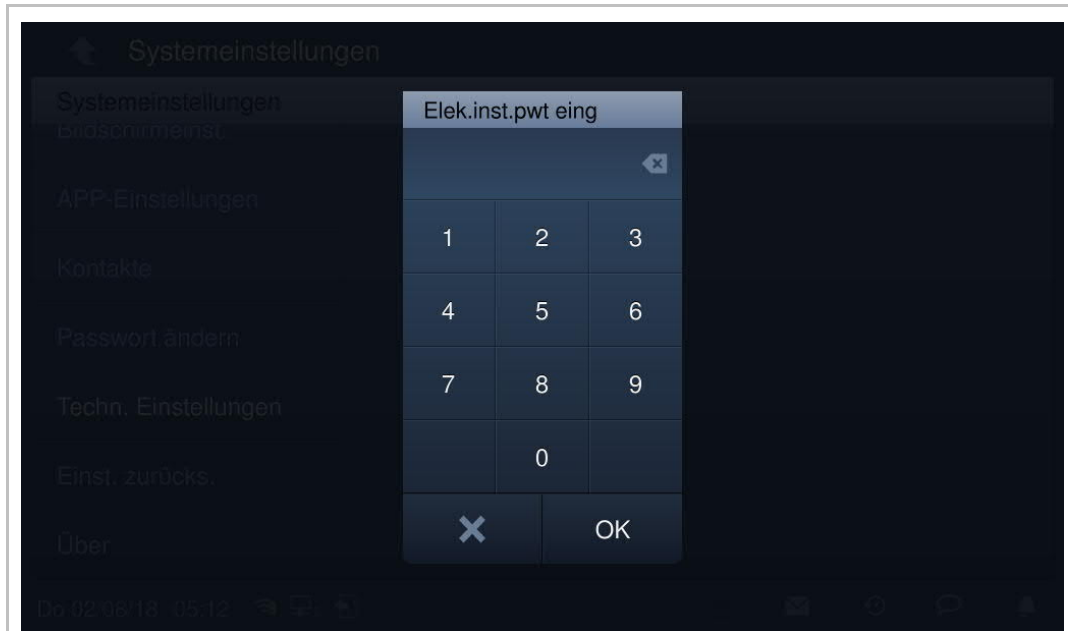 Systemeinstellungen
Systemeinstellungen
Bildschirmeinst.
APP-Einstellungen
Kontakte
Passwort ändern
Techn. Einstellungen
Einst. zurücks.
Über
Elek.inst.pwt eing
1 2 3
4 5 6
7 8 9
0
OK
Do 02/08/18 05:12